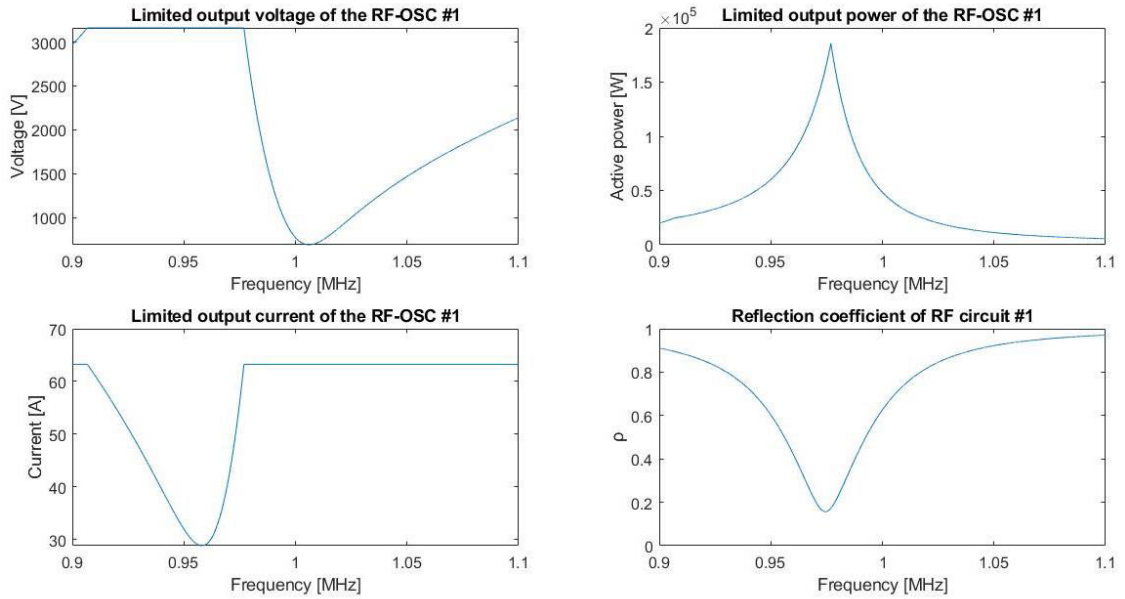 Limited output voltage of the RF-OSC #1
3000
2500
2000
1500
1000
Voltage [V]
0.9 0.95 1 1.05 1.1
Frequency [MHz]
Limited output power of the RF-OSC #1
×10⁵
2
1.5
1
0.5
0
Active power [W]
0.9 0.95 1 1.05 1.1
Frequency [MHz]
Limited output current of the RF-OSC #1
70
60
50
40
30
Current [A]
0.9 0.95 1 1.05 1.1
Frequency [MHz]
Reflection coefficient of RF circuit #1
1
0.8
0.6
0.4
0.2
0
ρ
0.9 0.95 1 1.05 1.1
Frequency [MHz]